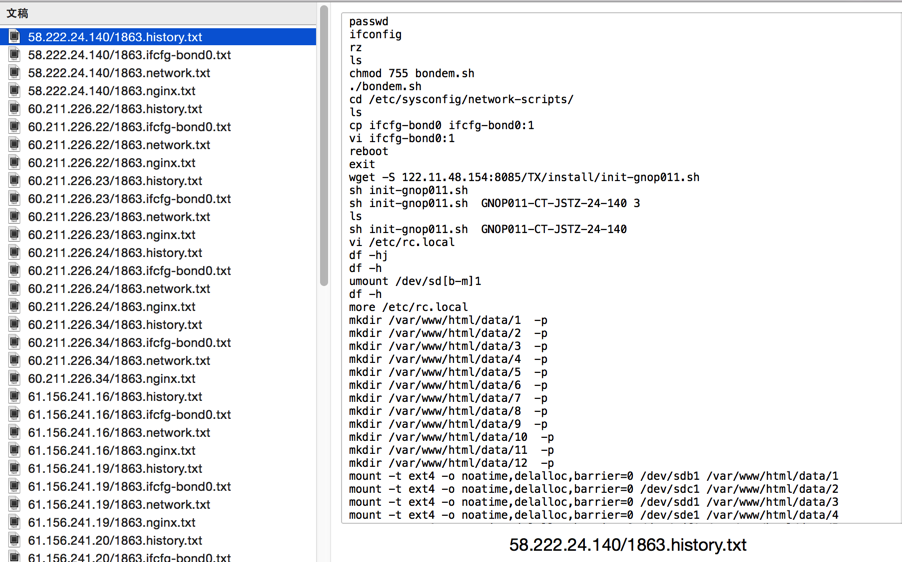 文稿
58.222.24.140/1863.history.txt
58.222.24.140/1863.ifcfg-bond0.txt
58.222.24.140/1863.network.txt
58.222.24.140/1863.nginx.txt
60.211.226.22/1863.history.txt
60.211.226.22/1863.ifcfg-bond0.txt
60.211.226.22/1863.network.txt
60.211.226.22/1863.nginx.txt
60.211.226.23/1863.history.txt
60.211.226.23/1863.ifcfg-bond0.txt
60.211.226.23/1863.network.txt
60.211.226.23/1863.nginx.txt
60.211.226.24/1863.history.txt
60.211.226.24/1863.ifcfg-bond0.txt
60.211.226.24/1863.network.txt
60.211.226.24/1863.nginx.txt
60.211.226.34/1863.history.txt
60.211.226.34/1863.ifcfg-bond0.txt
60.211.226.34/1863.network.txt
60.211.226.34/1863.nginx.txt
61.156.241.16/1863.history.txt
61.156.241.16/1863.ifcfg-bond0.txt
61.156.241.16/1863.network.txt
61.156.241.16/1863.nginx.txt
61.156.241.19/1863.history.txt
61.156.241.19/1863.ifcfg-bond0.txt
61.156.241.19/1863.network.txt
61.156.241.19/1863.nginx.txt
61.156.241.20/1863.history.txt
61.156.241.20/1863.ifcfg-bond0.txt
passwd
ifconfig
rz
ls
chmod 755 bondem.sh
./bondem.sh
cd /etc/sysconfig/network-scripts/
ls
cp ifcfg-bond0 ifcfg-bond0:1
vi ifcfg-bond0:1
reboot
exit
wget -S 122.11.48.154:8085/TX/install/init-gnop011.sh
sh init-gnop011.sh
sh init-gnop011.sh  GNOP011-CT-JSTZ-24-140 3
ls
sh init-gnop011.sh  GNOP011-CT-JSTZ-24-140
vi /etc/rc.local
df -hj
df -h
umount /dev/sd[b-m]1
df -h
more /etc/rc.local
mkdir /var/www/html/data/1  -p
mkdir /var/www/html/data/2  -p
mkdir /var/www/html/data/3  -p
mkdir /var/www/html/data/4  -p
mkdir /var/www/html/data/5  -p
mkdir /var/www/html/data/6  -p
mkdir /var/www/html/data/7  -p
mkdir /var/www/html/data/8  -p
mkdir /var/www/html/data/9  -p
mkdir /var/www/html/data/10  -p
mkdir /var/www/html/data/11  -p
mkdir /var/www/html/data/12  -p
mount -t ext4 -o noatime,delalloc,barrier=0 /dev/sdb1 /var/www/html/data/1
mount -t ext4 -o noatime,delalloc,barrier=0 /dev/sdc1 /var/www/html/data/2
mount -t ext4 -o noatime,delalloc,barrier=0 /dev/sdd1 /var/www/html/data/3
mount -t ext4 -o noatime,delalloc,barrier=0 /dev/sde1 /var/www/html/data/4
58.222.24.140/1863.history.txt